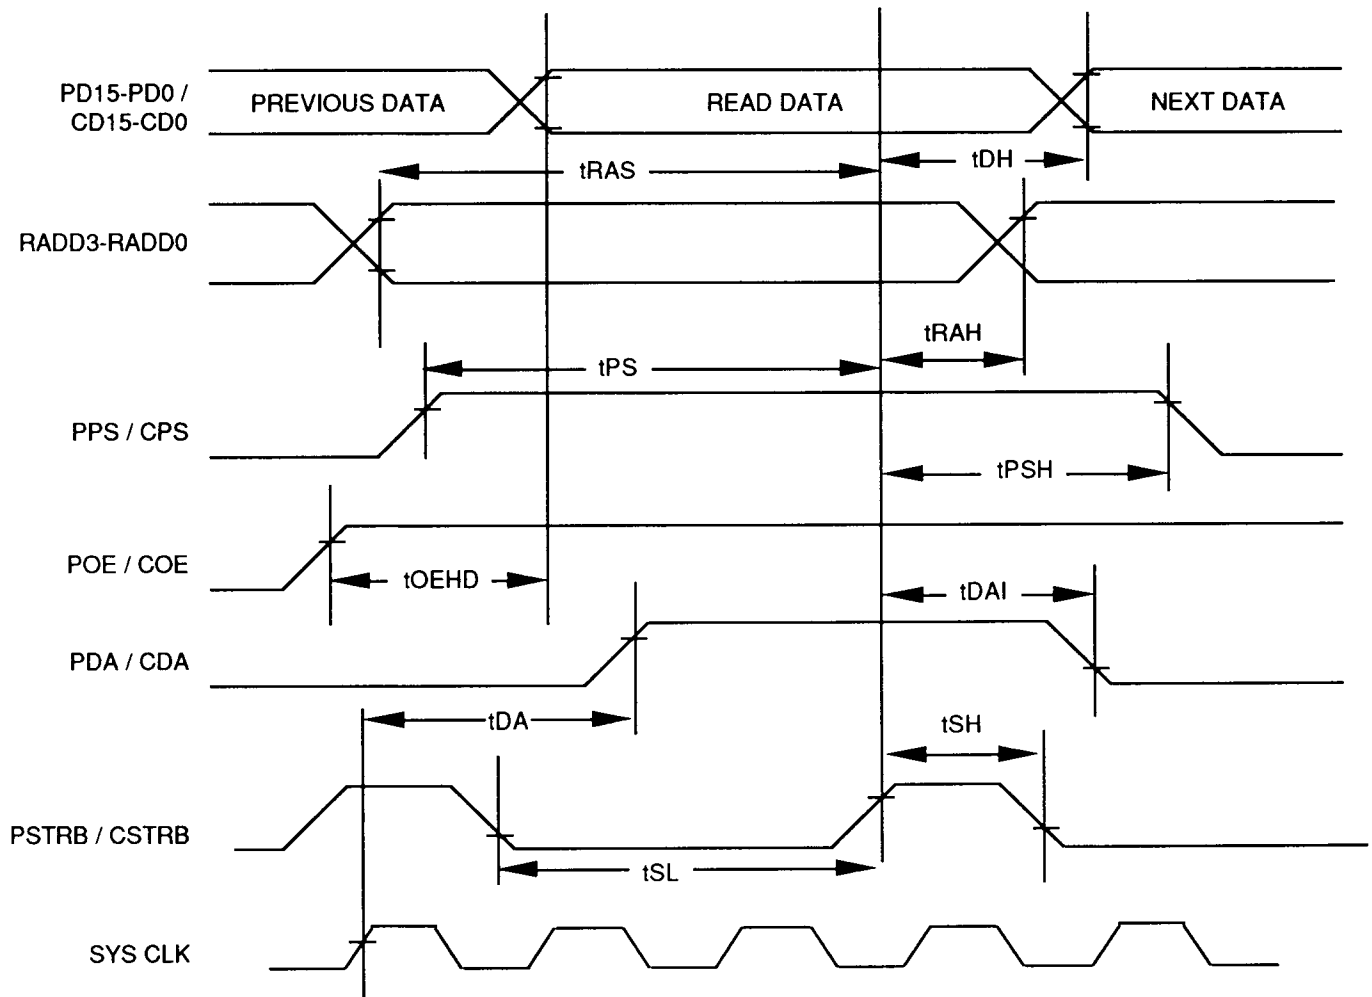 PD15-PD0 /
CD15-CD0
PREVIOUS DATA
READ DATA
NEXT DATA
tRAS
tDH
RADD3-RADD0
tRAH
tPS
PPS / CPS
tPSH
POE / COE
tOEHD
tDAI
PDA / CDA
tDA
tSH
PSTRB / CSTRB
tSL
SYS CLK